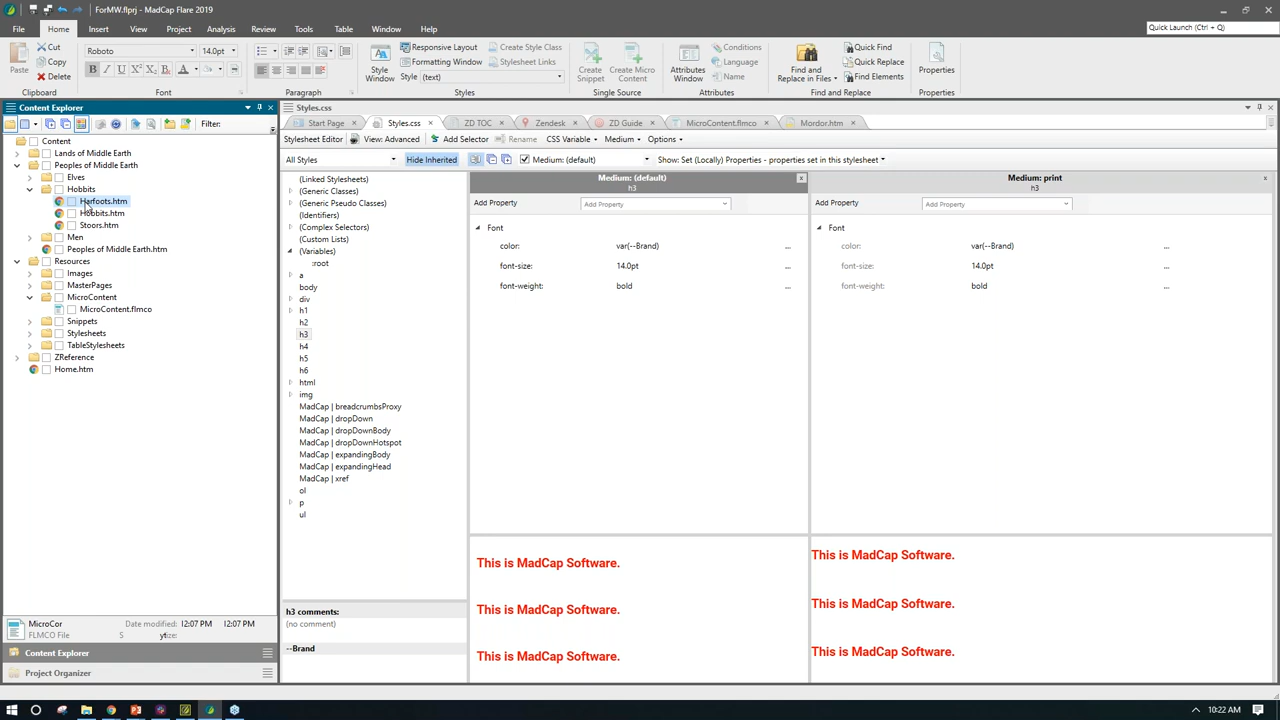 ForMW.flprj - MadCap Flare 2019
File Home Insert View Project Analysis Review Tools Table Window Help
Quick Launch (Ctrl + Q)
Paste Cut Copy Delete
Clipboard
Roboto 14.0pt
Font
Paragraph
Style Window
Responsive Layout Create Style Class
Formatting Window Stylesheet Links
Style (text)
Styles
Create Snippet Create Micro Content
Single Source
Attributes Window
Conditions
Language
Name
Attributes
Find and Replace in Files
Quick Find
Quick Replace
Find Elements
Find and Replace
Properties
Properties
Content Explorer
Filter:
Content
Lands of Middle Earth
Peoples of Middle Earth
Elves
Hobbits
Harfoots.htm
Hobbits.htm
Stoors.htm
Men
Peoples of Middle Earth.htm
Resources
Images
MasterPages
MicroContent
MicroContent.flmco
Snippets
Stylesheets
TableStylesheets
ZReference
Home.htm
MicroCor Date modified: 12:07 PM 12:07 PM
FLMCO File S ytize:
Content Explorer
Project Organizer
Styles.css
Start Page Styles.css ZD TOC Zendesk ZD Guide MicroContent.flmco Mordor.htm
Stylesheet Editor View: Advanced Add Selector Rename CSS Variable Medium Options
All Styles Hide Inherited Medium: (default) Show: Set (Locally) Properties - properties set in this stylesheet
(Linked Stylesheets)
(Generic Classes)
(Generic Pseudo Classes)
(Identifiers)
(Complex Selectors)
(Custom Lists)
(Variables)
:root
a
body
div
h1
h2
h3
h4
h5
h6
html
img
MadCap | breadcrumbsProxy
MadCap | dropDown
MadCap | dropDownBody
MadCap | dropDownHotspot
MadCap | expandingBody
MadCap | expandingHead
MadCap | xref
ol
p
ul
h3 comments:
(no comment)
--Brand
Medium: (default)
h3
Add Property Add Property
Font
color: var(--Brand) ...
font-size: 14.0pt ...
font-weight: bold ...
This is MadCap Software.
This is MadCap Software.
This is MadCap Software.
Medium: print
h3
Add Property Add Property
Font
color: var(--Brand) ...
font-size: 14.0pt ...
font-weight: bold ...
This is MadCap Software.
This is MadCap Software.
This is MadCap Software.
10:22 AM